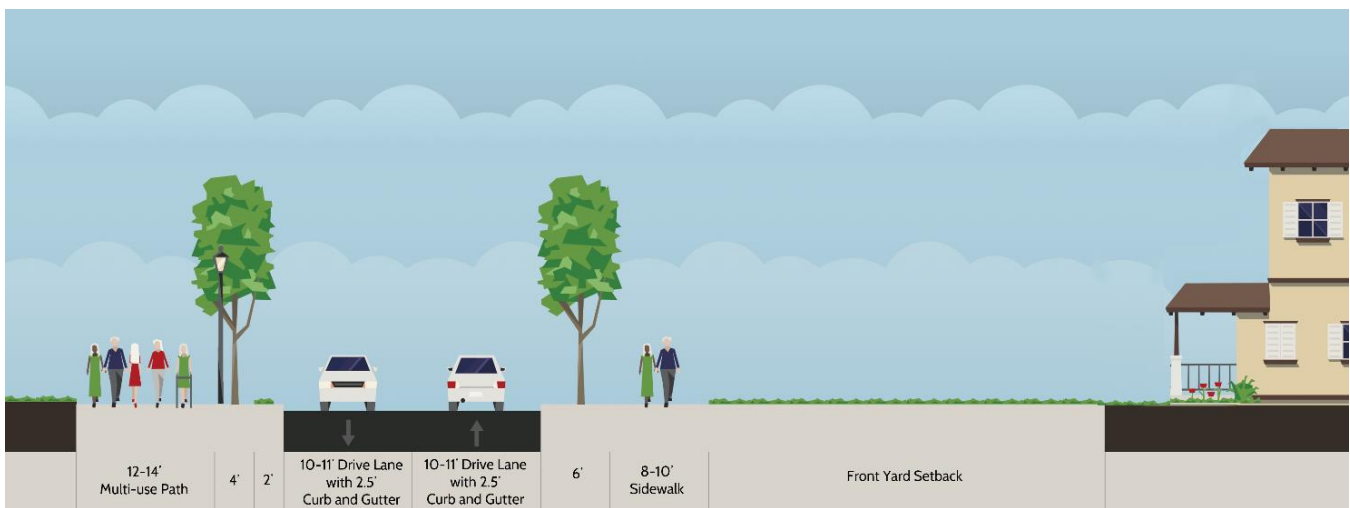 12-14'
Multi-use Path
4'
2'
10-11' Drive Lane
with 2.5'
Curb and Gutter
10-11' Drive Lane
with 2.5'
Curb and Gutter
6'
8-10'
Sidewalk
Front Yard Setback